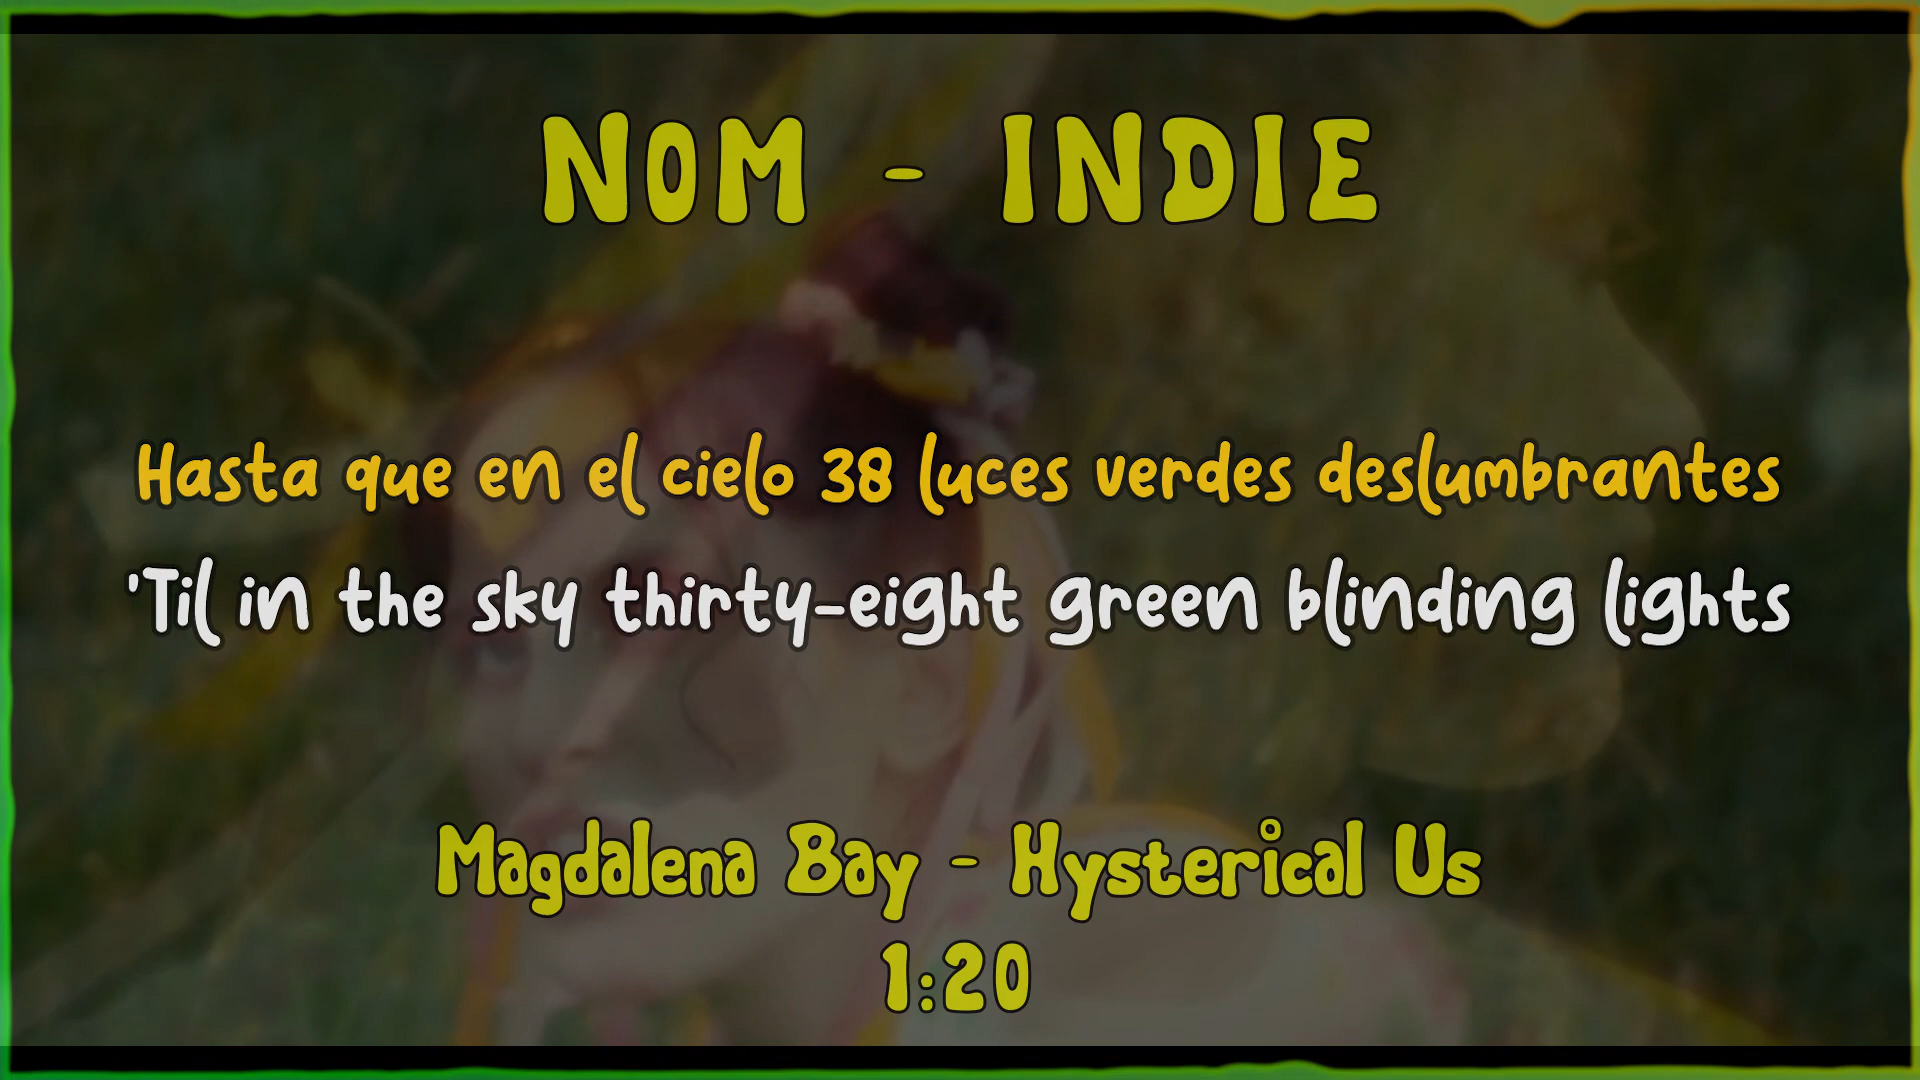 NOM - INDIE
Hasta que en el cielo 38 luces verdes deslumbrantes
'Til in the sky thirty-eight green blinding lights
Magdalena Bay - Hysterical Us
1:20